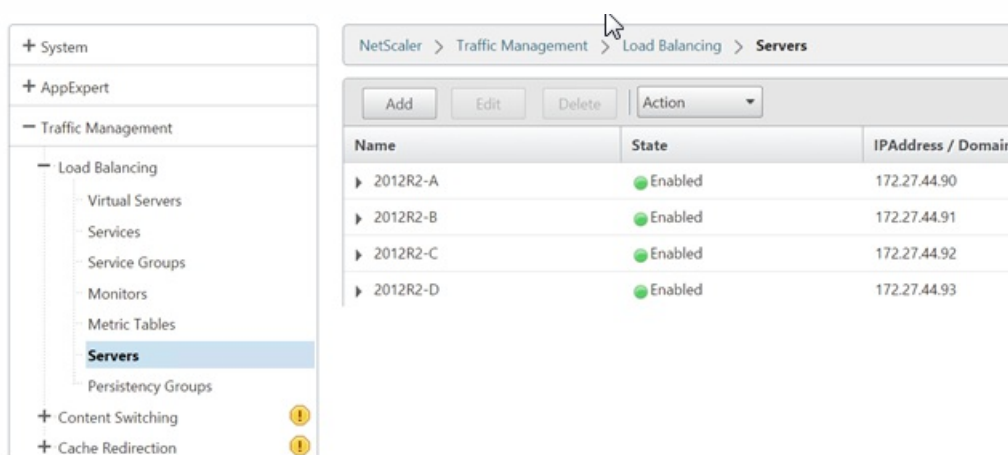 + System
+ AppExpert
− Traffic Management
− Load Balancing
Virtual Servers
Services
Service Groups
Monitors
Metric Tables
Servers
Persistency Groups
+ Content Switching !
+ Cache Redirection !
NetScaler > Traffic Management > Load Balancing > Servers
Add Edit Delete Action
Name State IPAddress / Domain
2012R2-A Enabled 172.27.44.90
2012R2-B Enabled 172.27.44.91
2012R2-C Enabled 172.27.44.92
2012R2-D Enabled 172.27.44.93